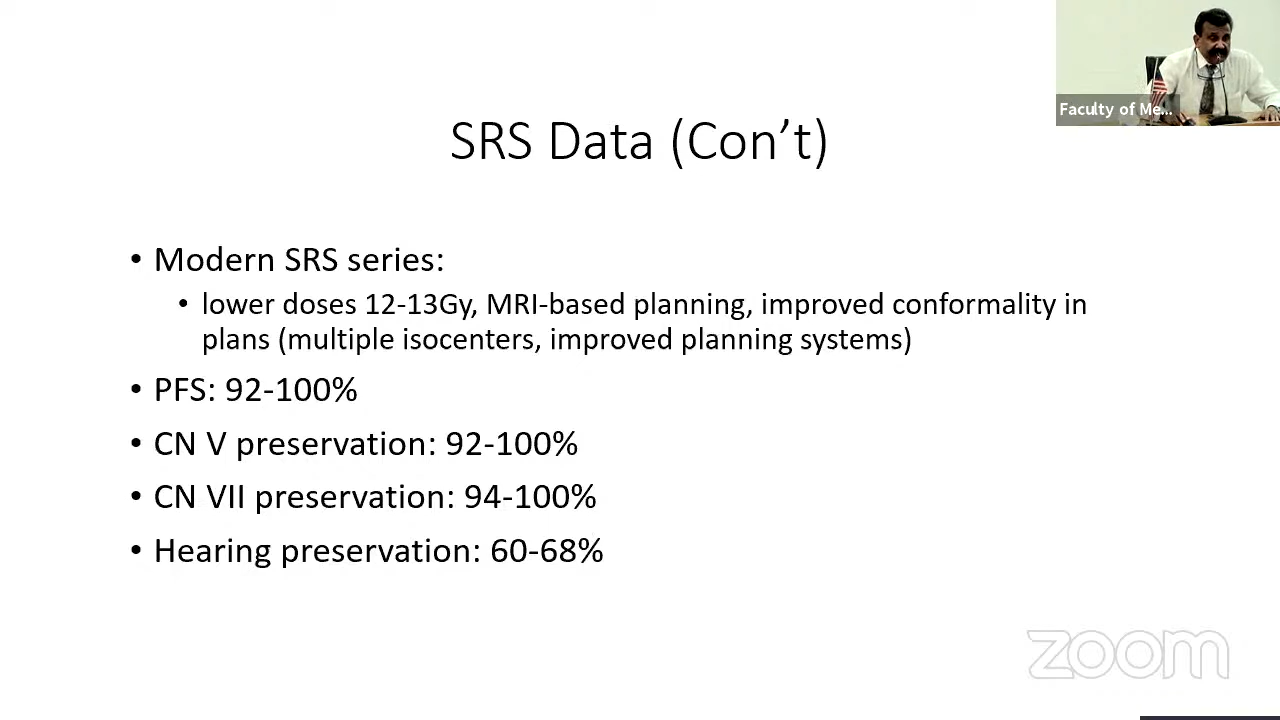 Faculty of Me...
SRS Data (Con’t)
• Modern SRS series:
• lower doses 12-13Gy, MRI-based planning, improved conformality in
plans (multiple isocenters, improved planning systems)
• PFS: 92-100%
• CN V preservation: 92-100%
• CN VII preservation: 94-100%
• Hearing preservation: 60-68%
zoom